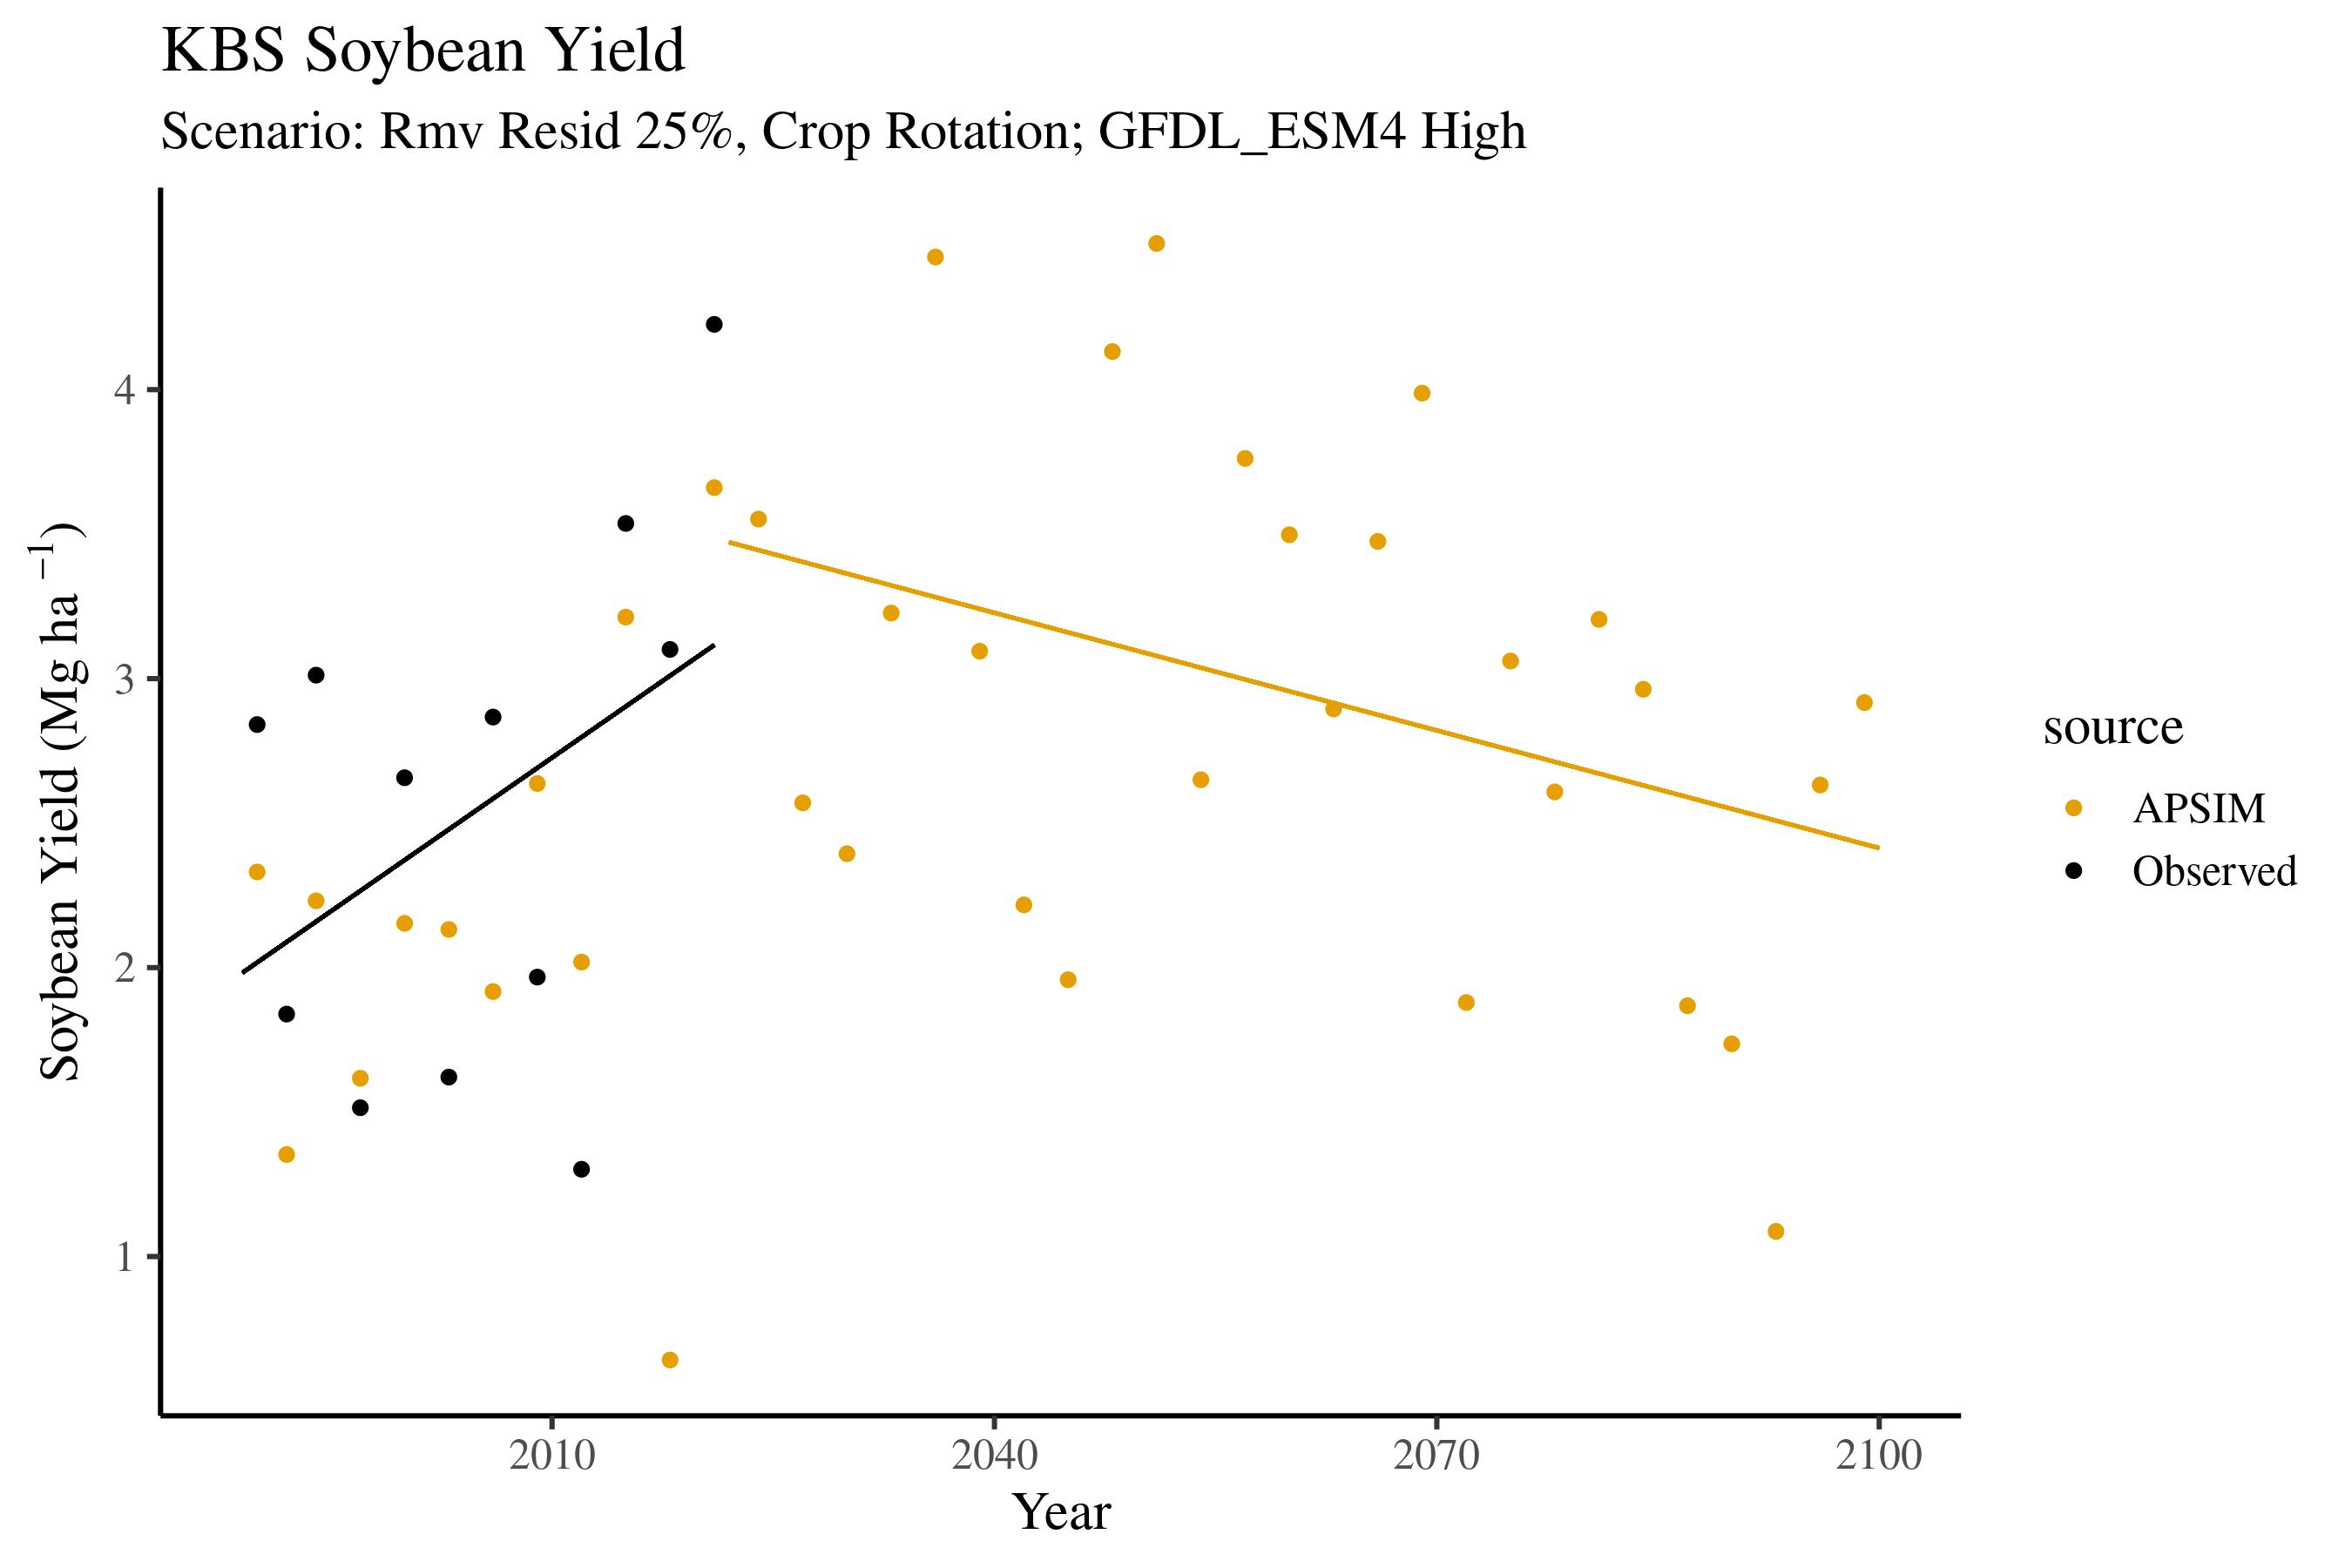 KBS Soybean Yield
Scenario: Rmv Resid 25%, Crop Rotation; GFDL_ESM4 High
Soybean Yield (Mg ha⁻¹)
4
3
2
1
2010
2040
2070
2100
Year
source
APSIM
Observed